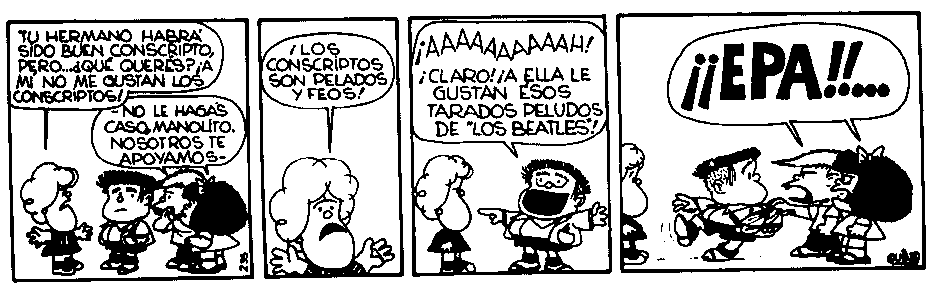 TU HERMANO HABRÁ
SIDO BUEN CONSCRIPTO,
PERO...¿QUÉ QUERÉS? ¡A
MÍ NO ME GUSTAN LOS
CONSCRIPTOS!
-NO LE HAGÁS
CASO, MANOLITO.
NOSOTROS TE
APOYAMOS-
235
¡LOS
CONSCRIPTOS
SON PELADOS
Y FEOS!
¡AAAAAAAAAAH!
¡CLARO! ¡A ELLA LE
GUSTAN ESOS
TARADOS PELUDOS
DE "LOS BEATLES"!
¡¡EPA!!....
QUINO